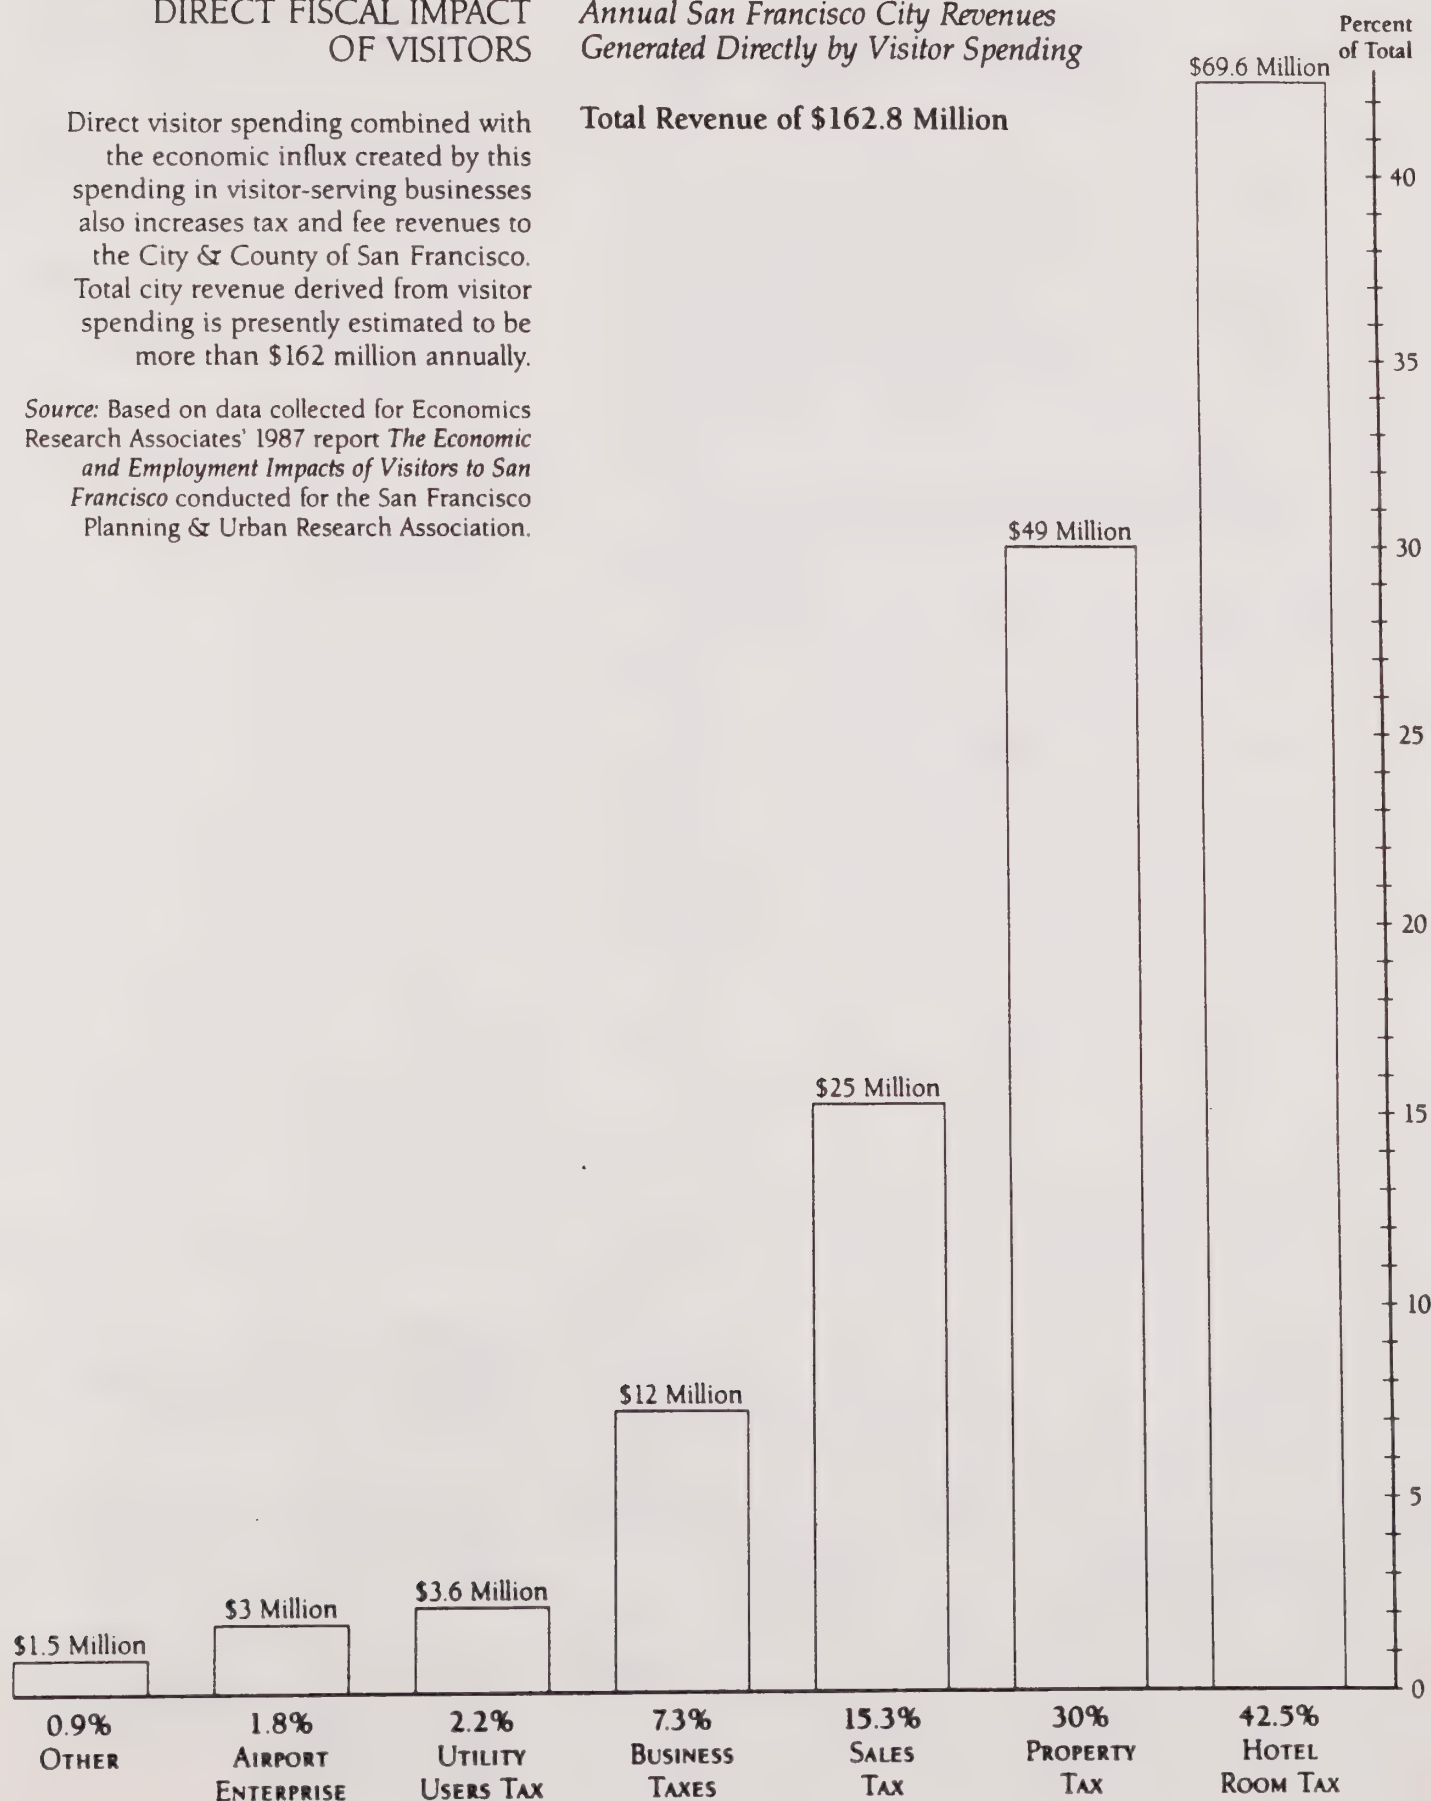 DIRECT FISCAL IMPACT
OF VISITORS
Direct visitor spending combined with
the economic influx created by this
spending in visitor-serving businesses
also increases tax and fee revenues to
the City & County of San Francisco.
Total city revenue derived from visitor
spending is presently estimated to be
more than $162 million annually.
Source: Based on data collected for Economics
Research Associates' 1987 report The Economic
and Employment Impacts of Visitors to San
Francisco conducted for the San Francisco
Planning & Urban Research Association.
Annual San Francisco City Revenues
Generated Directly by Visitor Spending
Total Revenue of $162.8 Million
Percent
of Total
40
35
30
25
20
15
10
5
0
$1.5 Million
$3 Million
$3.6 Million
$12 Million
$25 Million
$49 Million
$69.6 Million
0.9%
OTHER
1.8%
AIRPORT
ENTERPRISE
2.2%
UTILITY
USERS TAX
7.3%
BUSINESS
TAXES
15.3%
SALES
TAX
30%
PROPERTY
TAX
42.5%
HOTEL
ROOM TAX